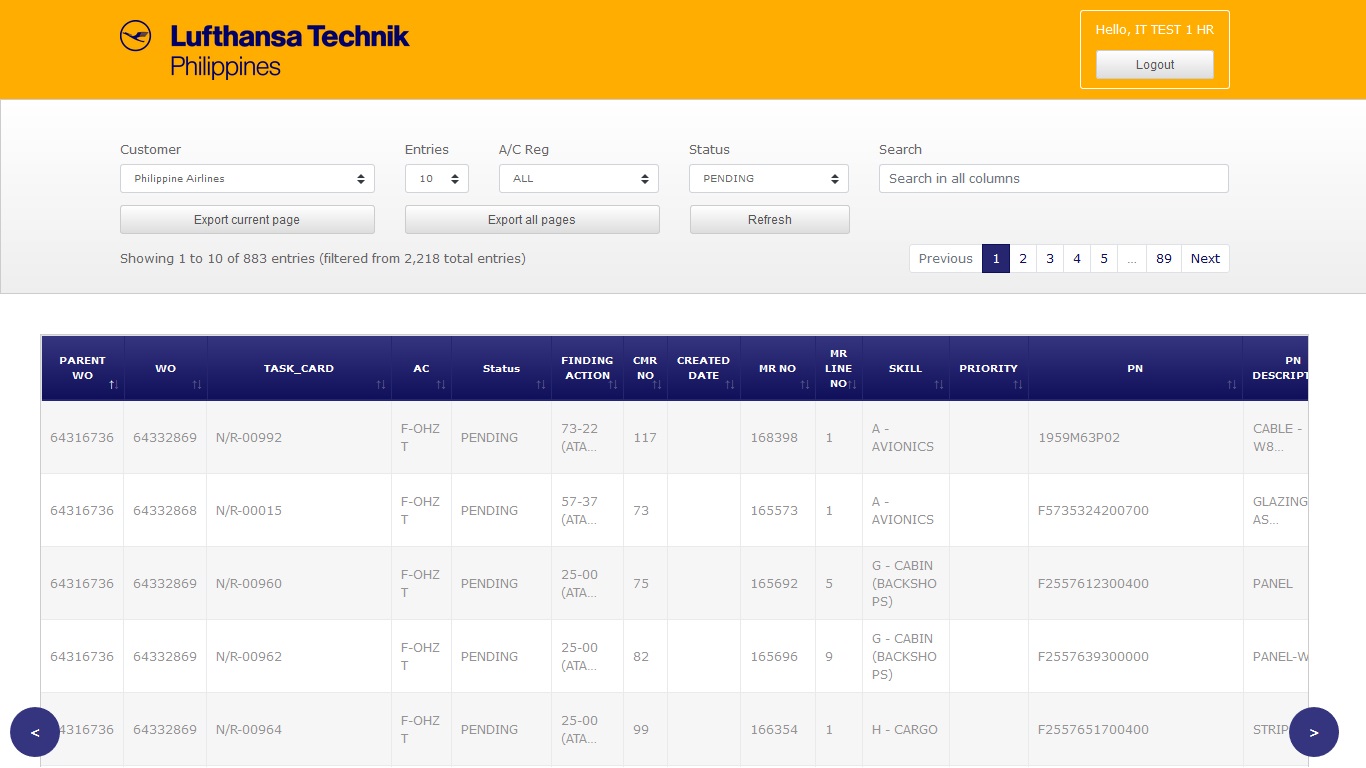 Lufthansa Technik
Philippines
Hello, IT TEST 1 HR
Logout
Customer Entries A/C Reg Status Search
Philippine Airlines 10 ALL PENDING Search in all columns
Export current page Export all pages Refresh
Showing 1 to 10 of 883 entries (filtered from 2,218 total entries) Previous 1 2 3 4 5 ... 89 Next
PARENT WO WO TASK_CARD AC Status FINDING ACTION CMR NO CREATED DATE MR NO MR LINE NO SKILL PRIORITY PN PN DESCRIPT
64316736 64332869 N/R-00992 F-OHZT PENDING 73-22 (ATA... 117 168398 1 A - AVIONICS 1959M63P02 CABLE - W8...
64316736 64332868 N/R-00015 F-OHZT PENDING 57-37 (ATA... 73 165573 1 A - AVIONICS F5735324200700 GLAZING AS...
64316736 64332869 N/R-00960 F-OHZT PENDING 25-00 (ATA... 75 165692 5 G - CABIN (BACKSHOPS) F2557612300400 PANEL
64316736 64332869 N/R-00962 F-OHZT PENDING 25-00 (ATA... 82 165696 9 G - CABIN (BACKSHOPS) F2557639300000 PANEL-W
64316736 64332869 N/R-00964 F-OHZT PENDING 25-00 (ATA... 99 166354 1 H - CARGO F2557651700400 STRIP
< >